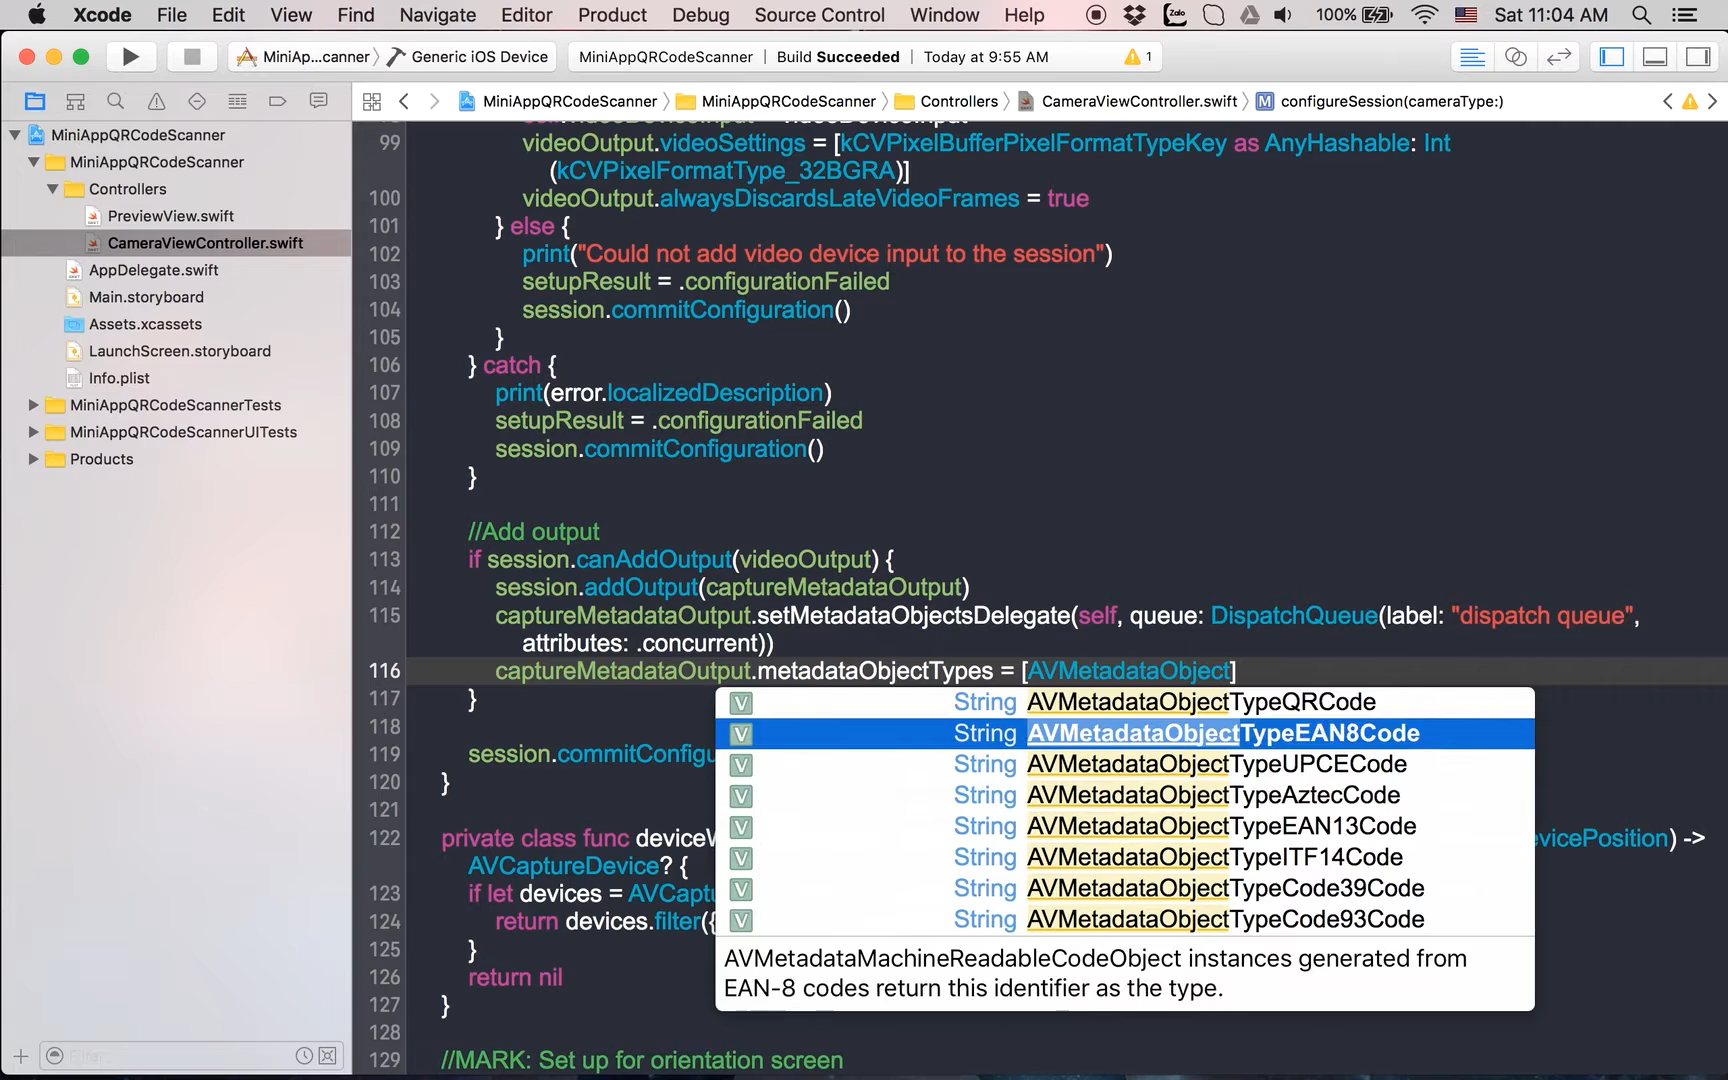 Xcode File Edit View Find Navigate Editor Product Debug Source Control Window Help Zalo 100% Sat 11:04 AM
MiniAp...canner Generic iOS Device MiniAppQRCodeScanner Build Succeeded Today at 9:55 AM 1
MiniAppQRCodeScanner MiniAppQRCodeScanner Controllers CameraViewController.swift M configureSession(cameraType:)
MiniAppQRCodeScanner
MiniAppQRCodeScanner
Controllers
PreviewView.swift
CameraViewController.swift
AppDelegate.swift
Main.storyboard
Assets.xcassets
LaunchScreen.storyboard
Info.plist
MiniAppQRCodeScannerTests
MiniAppQRCodeScannerUITests
Products
99 videoOutput.videoSettings = [kCVPixelBufferPixelFormatTypeKey as AnyHashable: Int
(kCVPixelFormatType_32BGRA)]
100 videoOutput.alwaysDiscardsLateVideoFrames = true
101 } else {
102 print("Could not add video device input to the session")
103 setupResult = .configurationFailed
104 session.commitConfiguration()
105 }
106 } catch {
107 print(error.localizedDescription)
108 setupResult = .configurationFailed
109 session.commitConfiguration()
110 }
111
112 //Add output
113 if session.canAddOutput(videoOutput) {
114 session.addOutput(captureMetadataOutput)
115 captureMetadataOutput.setMetadataObjectsDelegate(self, queue: DispatchQueue(label: "dispatch queue",
attributes: .concurrent))
116 captureMetadataOutput.metadataObjectTypes = [AVMetadataObject]
117 }
118
119 session.commitConfigu
120 }
121
122 private class func deviceW evicePosition) ->
AVCaptureDevice? {
123 if let devices = AVCaptu
124 return devices.filter({
125 }
126 return nil
127 }
128
129 //MARK: Set up for orientation screen
V String AVMetadataObjectTypeQRCode
V String AVMetadataObjectTypeEAN8Code
V String AVMetadataObjectTypeUPCECode
V String AVMetadataObjectTypeAztecCode
V String AVMetadataObjectTypeEAN13Code
V String AVMetadataObjectTypeITF14Code
V String AVMetadataObjectTypeCode39Code
V String AVMetadataObjectTypeCode93Code
AVMetadataMachineReadableCodeObject instances generated from
EAN-8 codes return this identifier as the type.
Filter